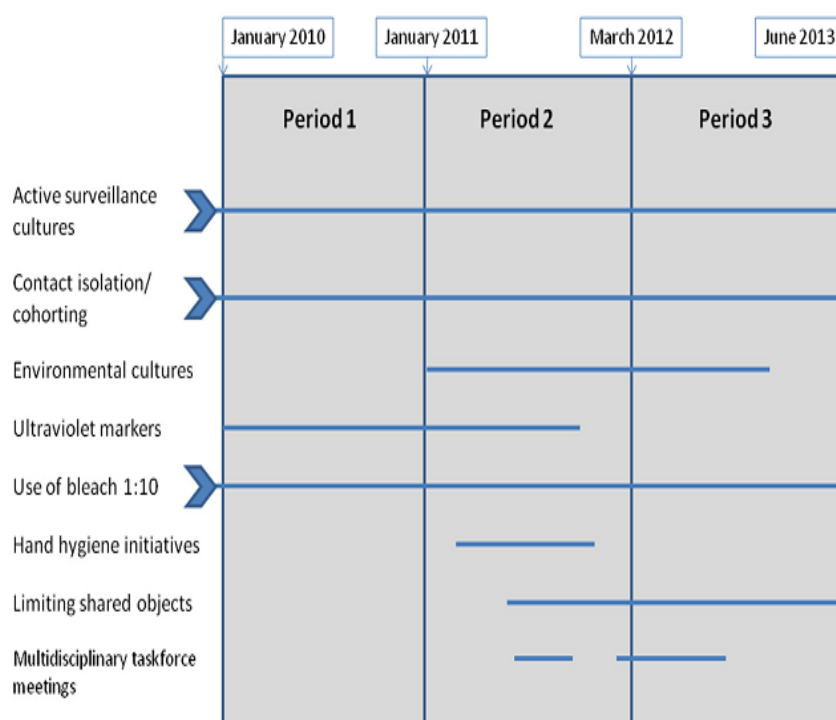 January 2010
January 2011
March 2012
June 2013
Period 1
Period 2
Period 3
Active surveillance
cultures
Contact isolation/
cohorting
Environmental cultures
Ultraviolet markers
Use of bleach 1:10
Hand hygiene initiatives
Limiting shared objects
Multidisciplinary taskforce
meetings